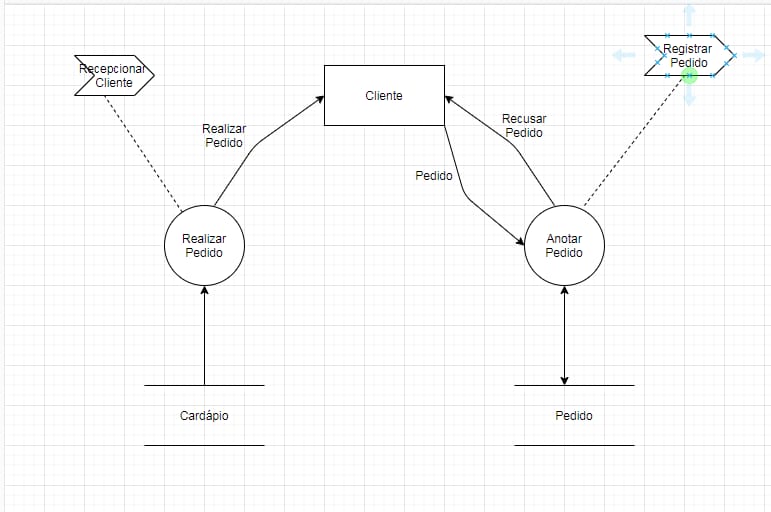 Recepcionar
Cliente
Registrar
Pedido
Cliente
Realizar
Pedido
Recusar
Pedido
Pedido
Realizar
Pedido
Anotar
Pedido
Cardápio
Pedido